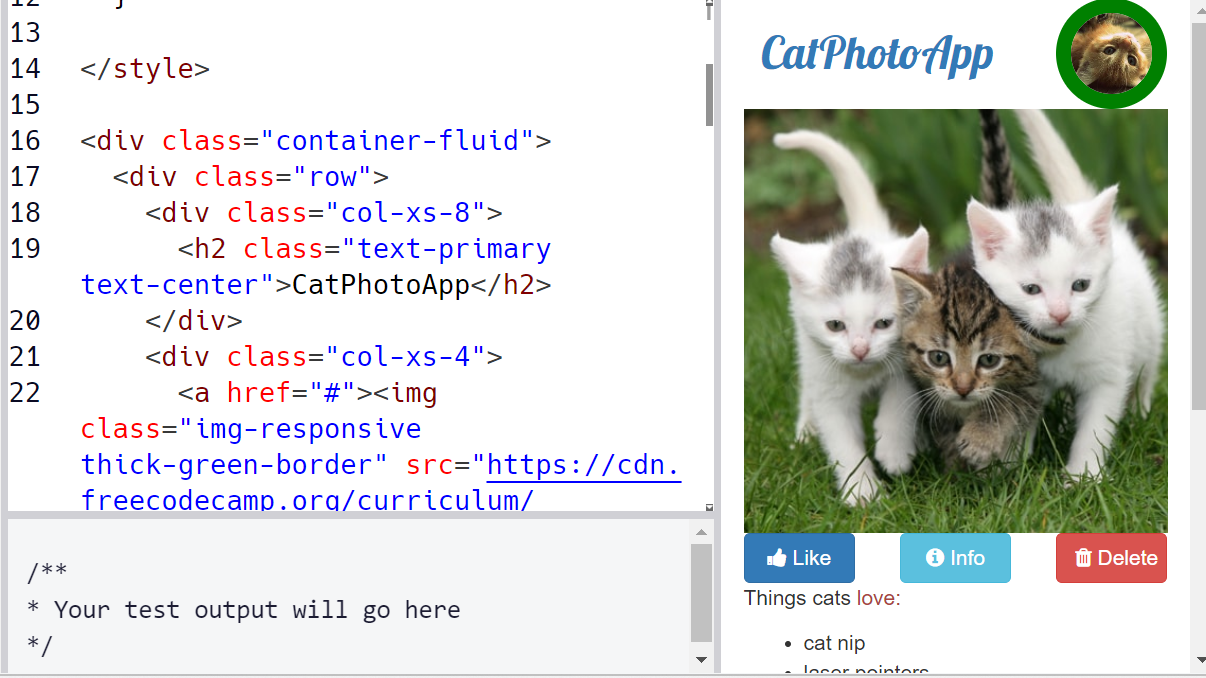 12   }
13
14   </style>
15
16   <div class="container-fluid">
17     <div class="row">
18       <div class="col-xs-8">
19         <h2 class="text-primary
text-center">CatPhotoApp</h2>
20       </div>
21       <div class="col-xs-4">
22         <a href="#"><img
class="img-responsive
thick-green-border" src="https://cdn.
freecodecamp.org/curriculum/
/**
* Your test output will go here
*/
CatPhotoApp
Like
Info
Delete
Things cats love:
• cat nip
• laser pointers